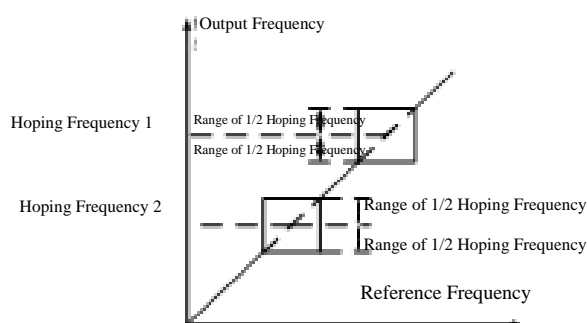 Output Frequency
Hoping Frequency 1
Range of 1/2 Hoping Frequency
Range of 1/2 Hoping Frequency
Hoping Frequency 2
Range of 1/2 Hoping Frequency
Range of 1/2 Hoping Frequency
Reference Frequency